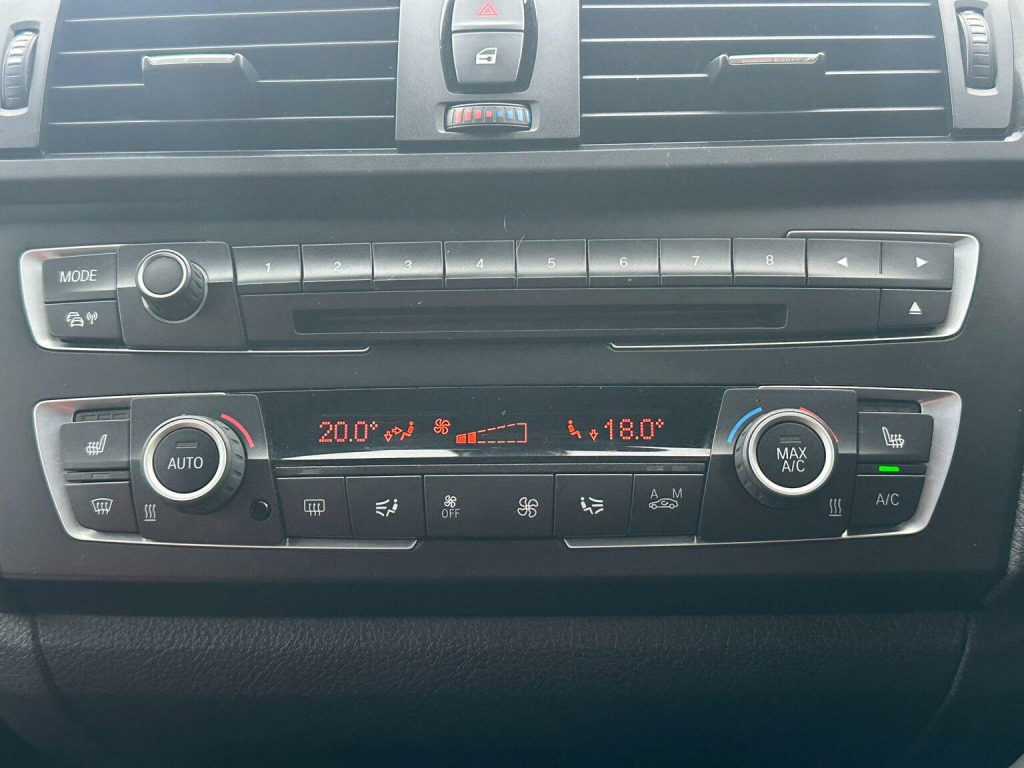 MODE 1 2 3 4 5 6 7 8
20.0° 18.0°
AUTO MAX A/C
OFF A M A/C